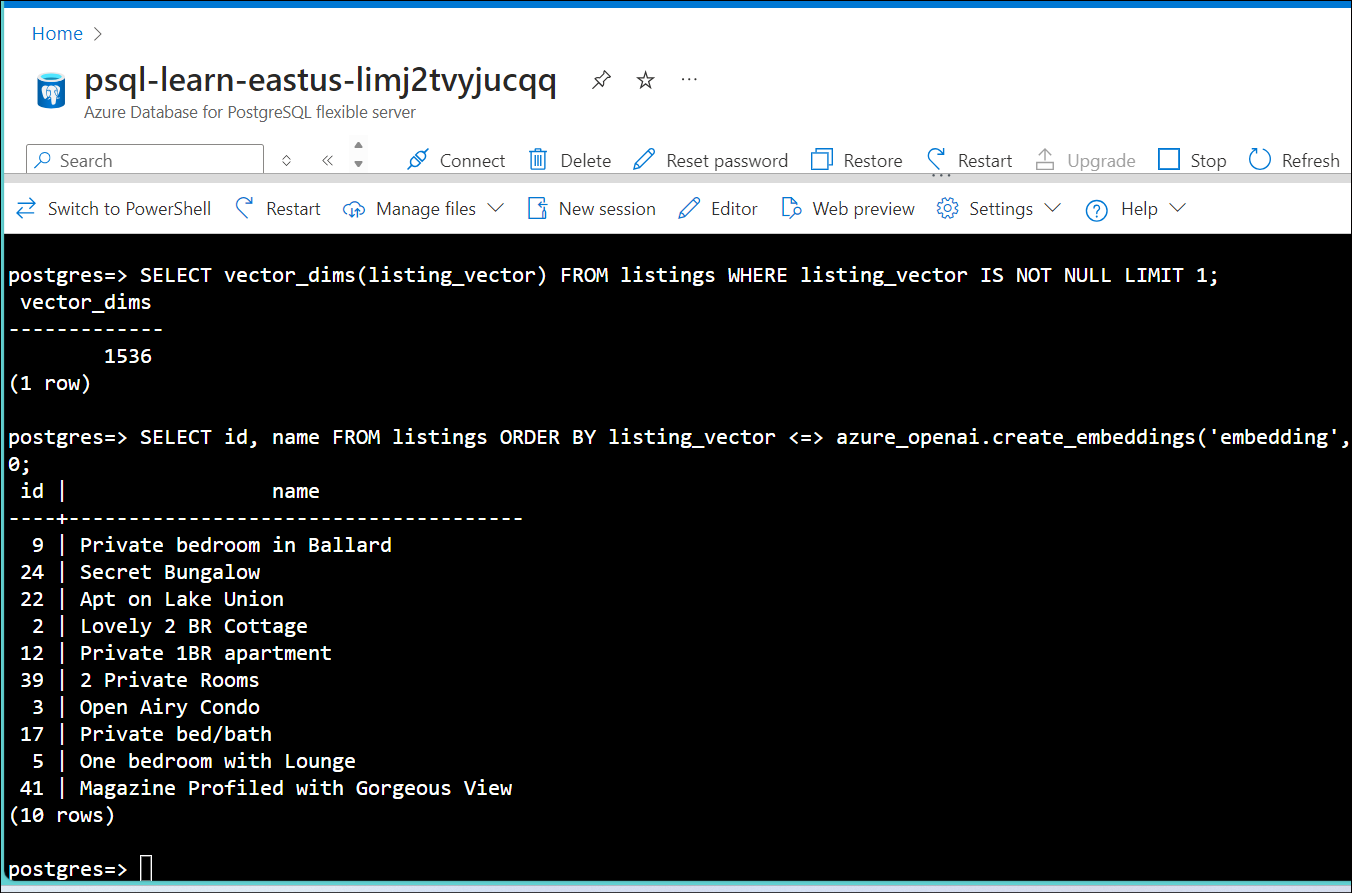 Home
psql-learn-eastus-limj2tvyjucqq ...
Azure Database for PostgreSQL flexible server
Search Connect Delete Reset password Restore Restart Upgrade Stop Refresh
Switch to PowerShell Restart Manage files New session Editor Web preview Settings Help
postgres=> SELECT vector_dims(listing_vector) FROM listings WHERE listing_vector IS NOT NULL LIMIT 1;
 vector_dims
-------------
        1536
(1 row)
postgres=> SELECT id, name FROM listings ORDER BY listing_vector <=> azure_openai.create_embeddings('embedding',
0;
 id |                 name
----+--------------------------------------
  9 | Private bedroom in Ballard
 24 | Secret Bungalow
 22 | Apt on Lake Union
  2 | Lovely 2 BR Cottage
 12 | Private 1BR apartment
 39 | 2 Private Rooms
  3 | Open Airy Condo
 17 | Private bed/bath
  5 | One bedroom with Lounge
 41 | Magazine Profiled with Gorgeous View
(10 rows)
postgres=>